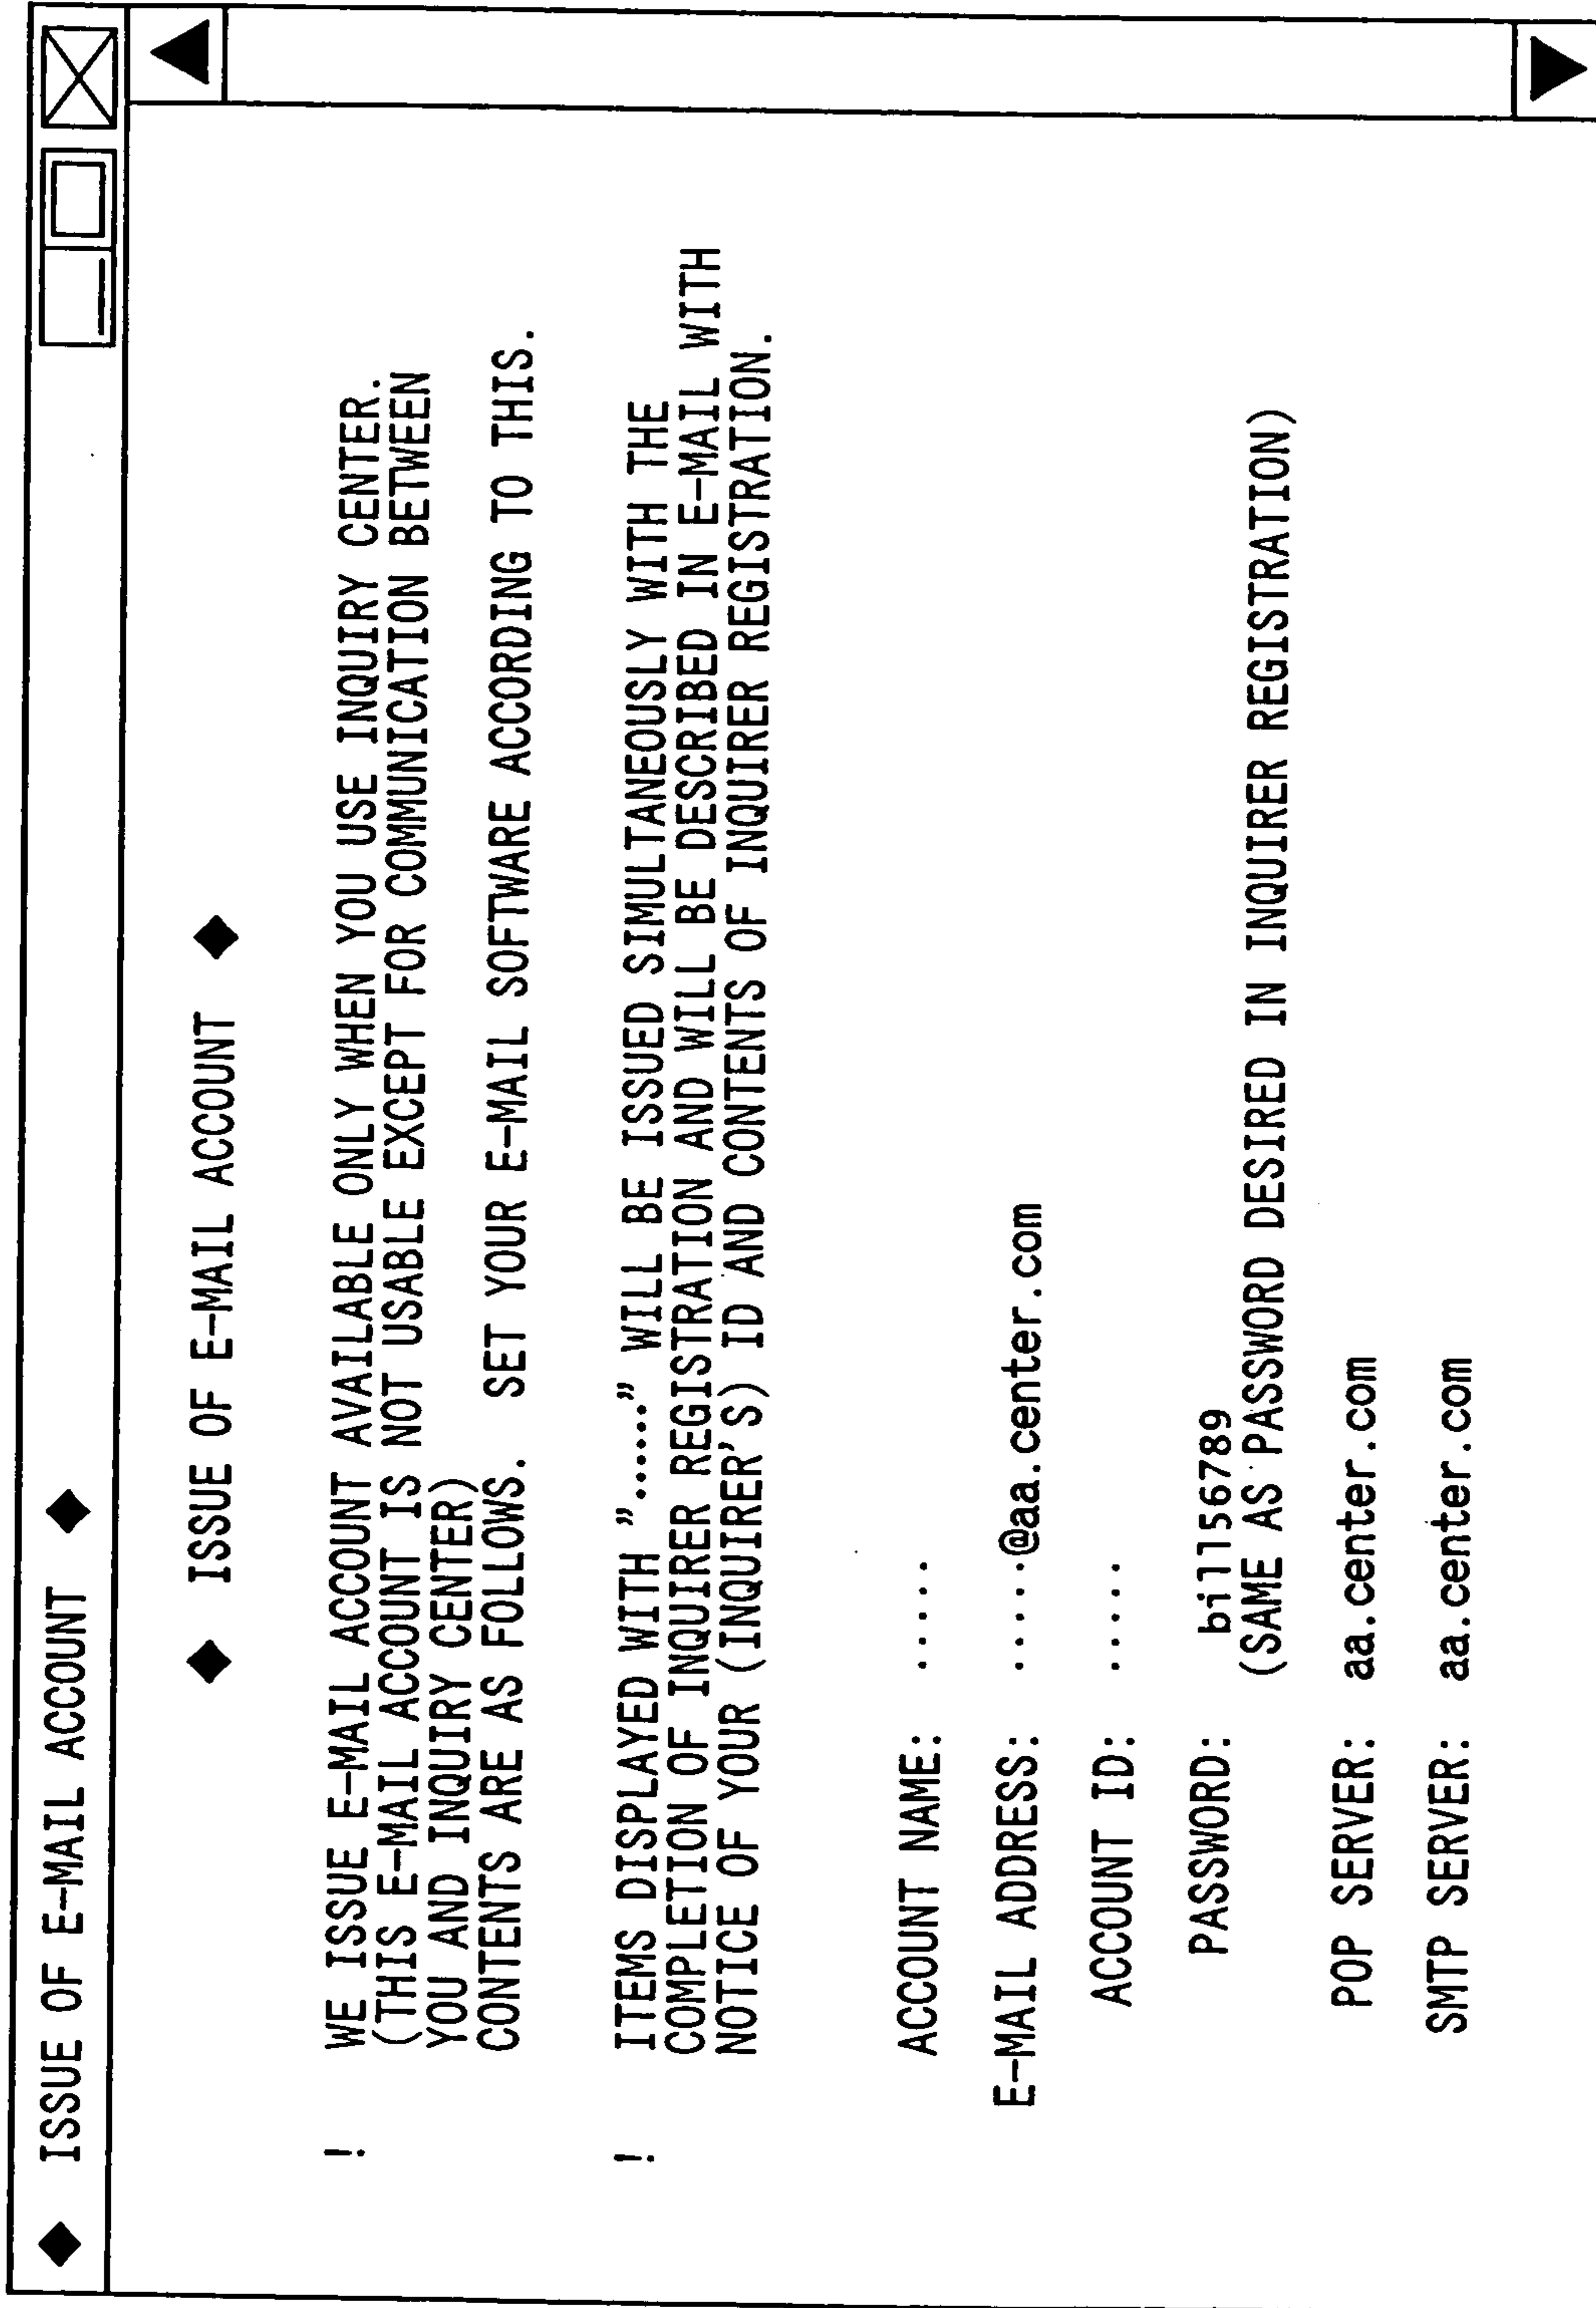 ◆ ISSUE OF E-MAIL ACCOUNT ◆
◆ ISSUE OF E-MAIL ACCOUNT ◆
! WE ISSUE E-MAIL ACCOUNT AVAILABLE ONLY WHEN YOU USE INQUIRY CENTER.
(THIS E-MAIL ACCOUNT IS NOT USABLE EXCEPT FOR COMMUNICATION BETWEEN
YOU AND INQUIRY CENTER)
CONTENTS ARE AS FOLLOWS. SET YOUR E-MAIL SOFTWARE ACCORDING TO THIS.
! ITEMS DISPLAYED WITH "......" WILL BE ISSUED SIMULTANEOUSLY WITH THE
COMPLETION OF INQUIRER REGISTRATION AND WILL BE DESCRIBED IN E-MAIL WITH
NOTICE OF YOUR (INQUIRER'S) ID AND CONTENTS OF INQUIRER REGISTRATION.
ACCOUNT NAME: .....
E-MAIL ADDRESS: .....@aa.center.com
ACCOUNT ID: .....
PASSWORD: bill56789
(SAME AS PASSWORD DESIRED IN INQUIRER REGISTRATION)
POP SERVER: aa.center.com
SMTP SERVER: aa.center.com